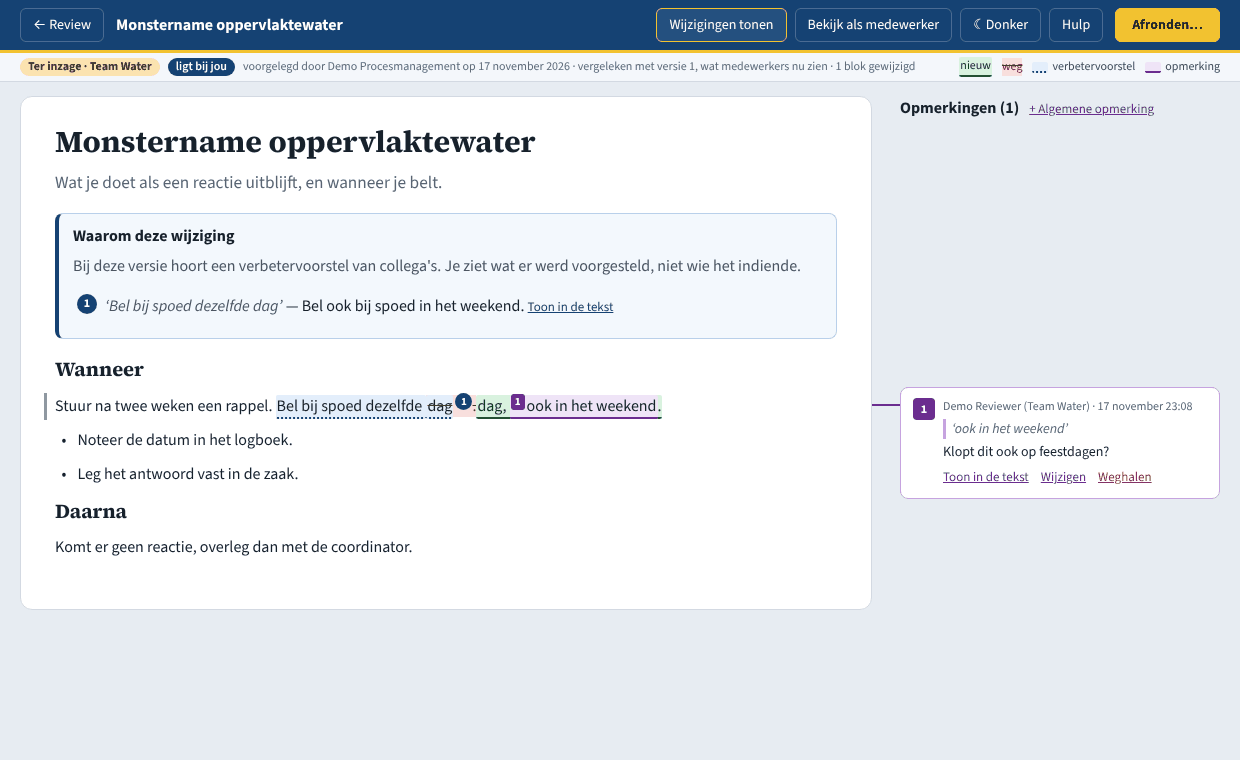 ← Review
Monstername oppervlaktewater
Wijzigingen tonen
Bekijk als medewerker
☾ Donker
Hulp
Afronden…
Ter inzage · Team Water
ligt bij jou
voorgelegd door Demo Procesmanagement op 17 november 2026 · vergeleken met versie 1, wat medewerkers nu zien · 1 blok gewijzigd
nieuw
weg
verbetervoorstel
opmerking
Monstername oppervlaktewater
Wat je doet als een reactie uitblijft, en wanneer je belt.
Waarom deze wijziging
Bij deze versie hoort een verbetervoorstel van collega's. Je ziet wat er werd voorgesteld, niet wie het indiende.
1 ‘Bel bij spoed dezelfde dag’ — Bel ook bij spoed in het weekend. Toon in de tekst
Wanneer
Stuur na twee weken een rappel. Bel bij spoed dezelfde dag 1 . dag, 1 ook in het weekend.
• Noteer de datum in het logboek.
• Leg het antwoord vast in de zaak.
Daarna
Komt er geen reactie, overleg dan met de coordinator.
Opmerkingen (1) + Algemene opmerking
1 Demo Reviewer (Team Water) · 17 november 23:08
‘ook in het weekend’
Klopt dit ook op feestdagen?
Toon in de tekst Wijzigen Weghalen